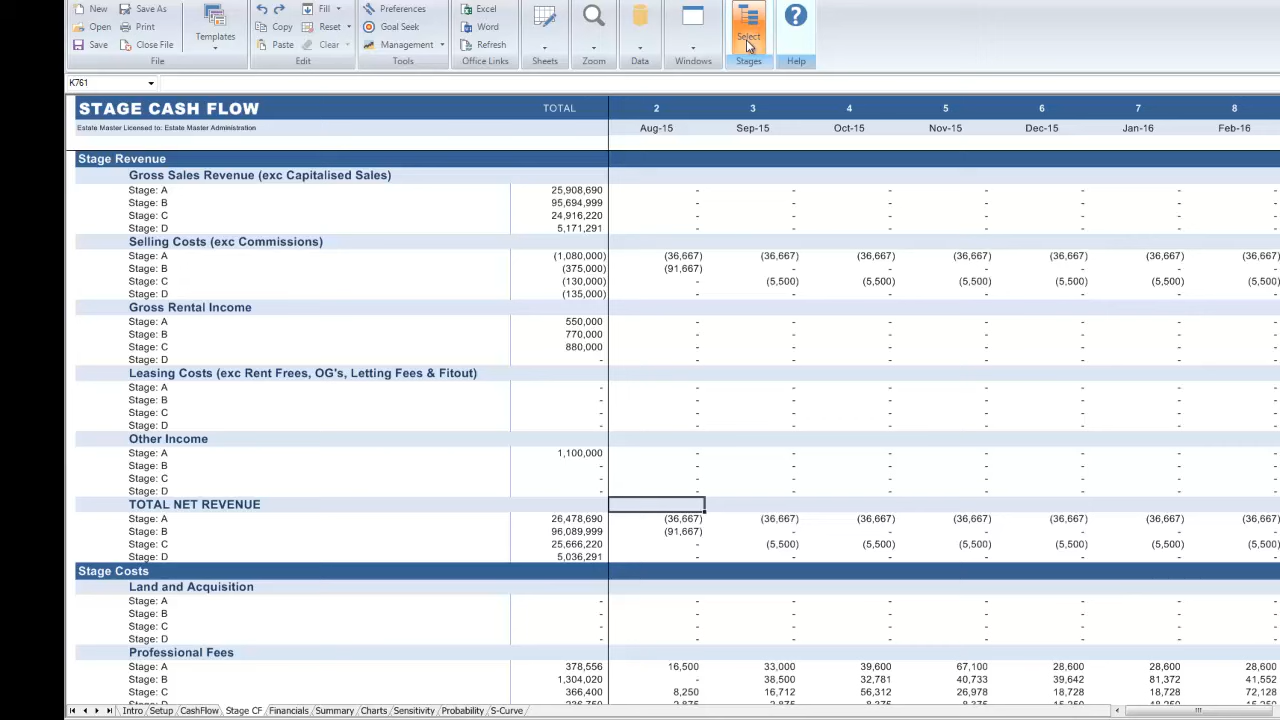 New Save As Fill Preferences Excel
Open Print Templates Copy Reset Goal Seek Word Select
Save Close File Paste Clear Management Refresh
File Edit Tools Office Links Sheets Zoom Data Windows Stages Help
K761
STAGE CASH FLOW TOTAL 2 3 4 5 6 7 8
Estate Master Licensed to: Estate Master Administration Aug-15 Sep-15 Oct-15 Nov-15 Dec-15 Jan-16 Feb-16
Stage Revenue
Gross Sales Revenue (exc Capitalised Sales)
Stage: A 25,908,690 - - - - - - -
Stage: B 95,694,999 - - - - - - -
Stage: C 24,916,220 - - - - - - -
Stage: D 5,171,291 - - - - - - -
Selling Costs (exc Commissions)
Stage: A (1,080,000) (36,667) (36,667) (36,667) (36,667) (36,667) (36,667) (36,667)
Stage: B (375,000) (91,667) - - - - - -
Stage: C (130,000) - (5,500) (5,500) (5,500) (5,500) (5,500) (5,500)
Stage: D (135,000) - - - - - - -
Gross Rental Income
Stage: A 550,000 - - - - - - -
Stage: B 770,000 - - - - - - -
Stage: C 880,000 - - - - - - -
Stage: D - - - - - - - -
Leasing Costs (exc Rent Frees, OG's, Letting Fees & Fitout)
Stage: A - - - - - - - -
Stage: B - - - - - - - -
Stage: C - - - - - - - -
Stage: D - - - - - - - -
Other Income
Stage: A 1,100,000 - - - - - - -
Stage: B - - - - - - - -
Stage: C - - - - - - - -
Stage: D - - - - - - - -
TOTAL NET REVENUE
Stage: A 26,478,690 (36,667) (36,667) (36,667) (36,667) (36,667) (36,667) (36,667)
Stage: B 96,089,999 (91,667) - - - - - -
Stage: C 25,666,220 - (5,500) (5,500) (5,500) (5,500) (5,500) (5,500)
Stage: D 5,036,291 - - - - - - -
Stage Costs
Land and Acquisition
Stage: A - - - - - - - -
Stage: B - - - - - - - -
Stage: C - - - - - - - -
Stage: D - - - - - - - -
Professional Fees
Stage: A 378,556 16,500 33,000 39,600 67,100 28,600 28,600 28,600
Stage: B 1,304,020 - 38,500 32,781 40,733 39,642 81,372 41,552
Stage: C 366,400 8,250 16,712 56,312 26,978 18,728 18,728 72,128
Intro Setup CashFlow Stage CF Financials Summary Charts Sensitivity Probability S-Curve